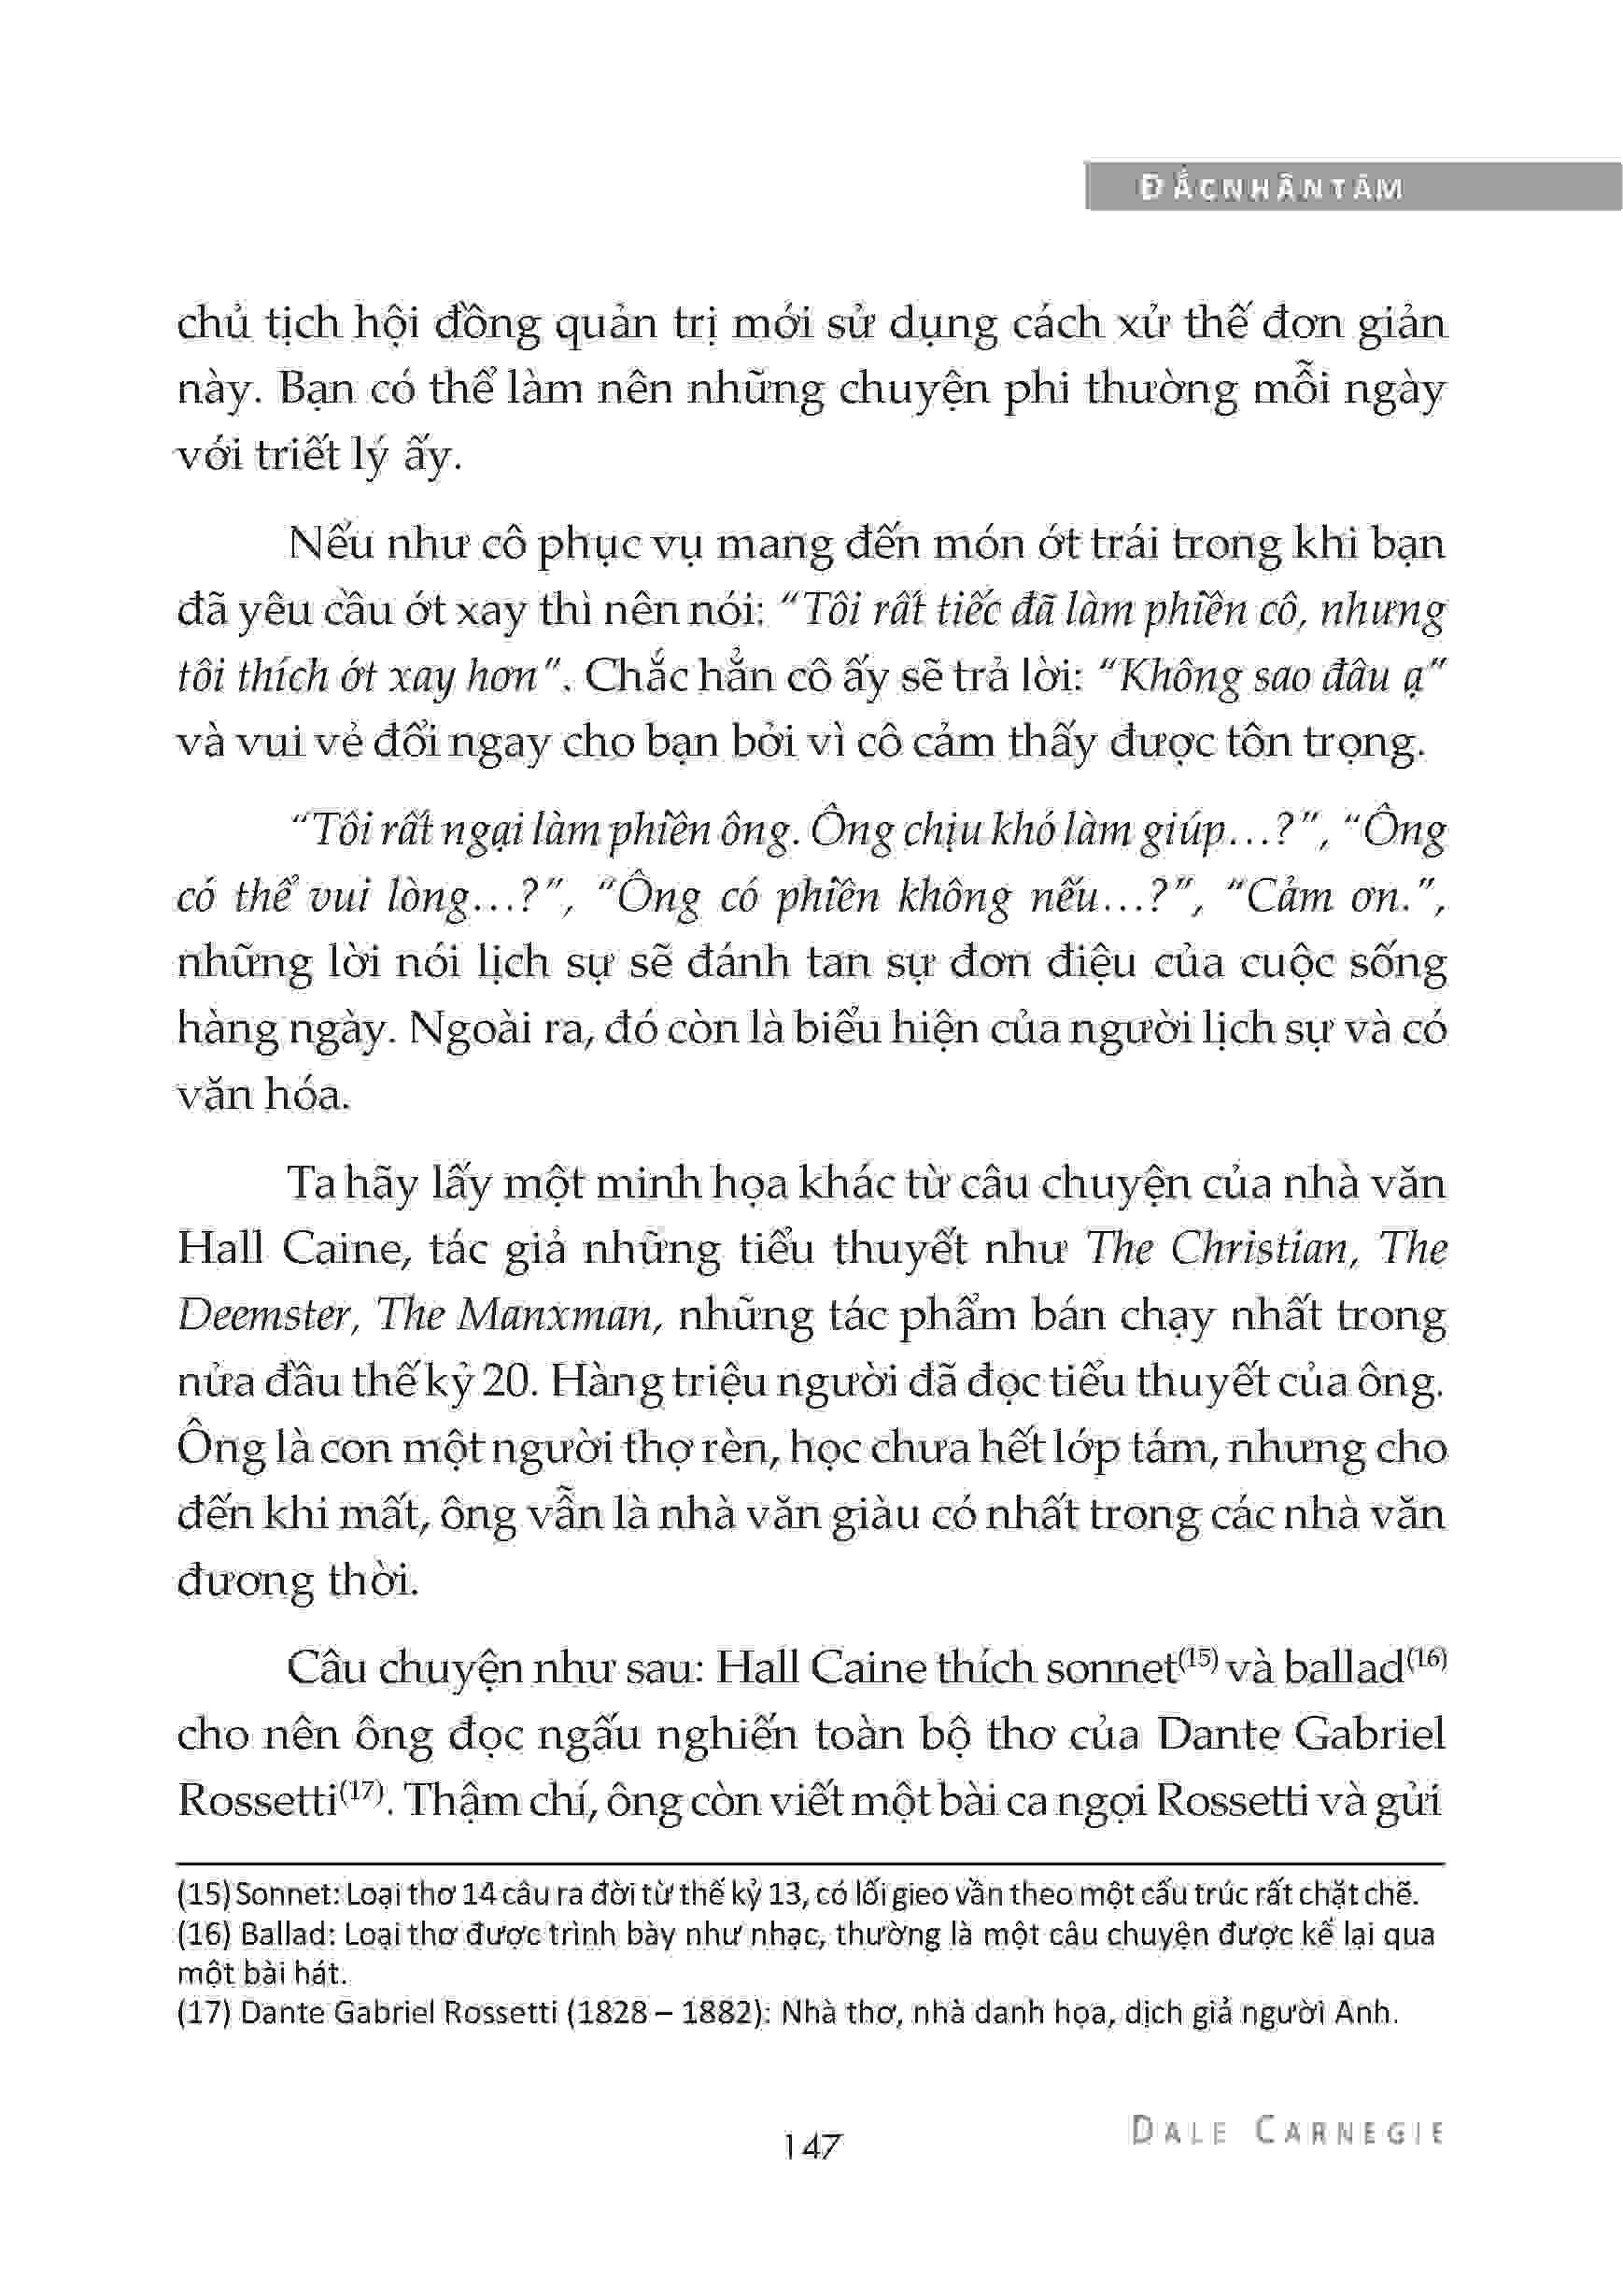 ĐẮCNHÂNTÂM
chủ tịch hội đồng quản trị mới sử dụng cách xử thế đơn giản
này. Bạn có thể làm nên những chuyện phi thường mỗi ngày
với triết lý ấy.
Nếu như cô phục vụ mang đến món ớt trái trong khi bạn
đã yêu cầu ớt xay thì nên nói: “Tôi rất tiếc đã làm phiền cô, nhưng
tôi thích ớt xay hơn”. Chắc hẳn cô ấy sẽ trả lời: “Không sao đâu ạ”
và vui vẻ đổi ngay cho bạn bởi vì cô cảm thấy được tôn trọng.
“Tôi rất ngại làm phiền ông. Ông chịu khó làm giúp…?”, “Ông
có thể vui lòng…?”, “Ông có phiền không nếu…?”, “Cảm ơn.”,
những lời nói lịch sự sẽ đánh tan sự đơn điệu của cuộc sống
hàng ngày. Ngoài ra, đó còn là biểu hiện của người lịch sự và có
văn hóa.
Ta hãy lấy một minh họa khác từ câu chuyện của nhà văn
Hall Caine, tác giả những tiểu thuyết như The Christian, The
Deemster, The Manxman, những tác phẩm bán chạy nhất trong
nửa đầu thế kỷ 20. Hàng triệu người đã đọc tiểu thuyết của ông.
Ông là con một người thợ rèn, học chưa hết lớp tám, nhưng cho
đến khi mất, ông vẫn là nhà văn giàu có nhất trong các nhà văn
đương thời.
Câu chuyện như sau: Hall Caine thích sonnet(15) và ballad(16)
cho nên ông đọc ngấu nghiến toàn bộ thơ của Dante Gabriel
Rossetti(17). Thậm chí, ông còn viết một bài ca ngợi Rossetti và gửi
(15) Sonnet: Loại thơ 14 câu ra đời từ thế kỷ 13, có lối gieo vần theo một cấu trúc rất chặt chẽ.
(16) Ballad: Loại thơ được trình bày như nhạc, thường là một câu chuyện được kể lại qua
một bài hát.
(17) Dante Gabriel Rossetti (1828 – 1882): Nhà thơ, nhà danh họa, dịch giả người Anh.
147
DALE CARNEGIE